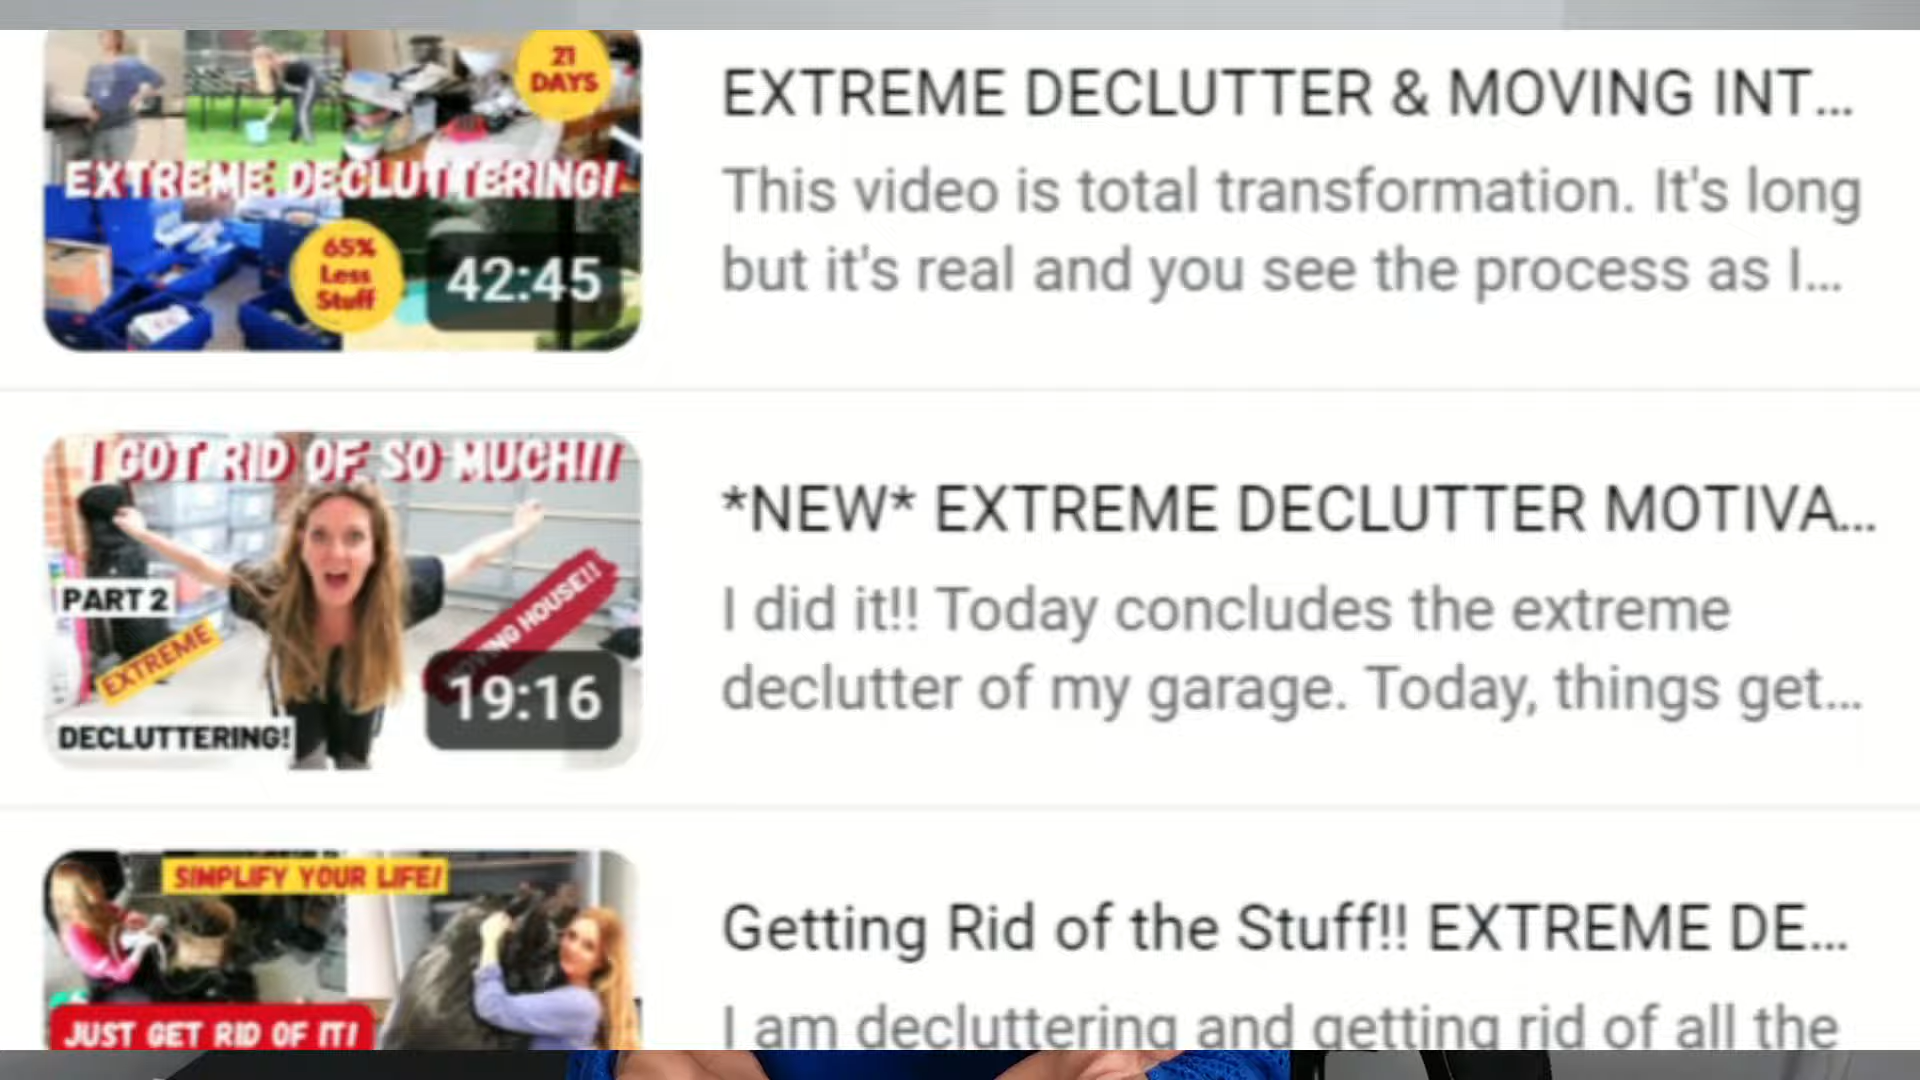 21
DAYS
EXTREME DECLUTTERING!
65%
Less
Stuff
42:45
EXTREME DECLUTTER & MOVING INT...
This video is total transformation. It's long
but it's real and you see the process as I...
I GOT RID OF SO MUCH!!!
PART 2
EXTREME
DECLUTTERING!
HOUSE!!
19:16
*NEW* EXTREME DECLUTTER MOTIVA...
I did it!! Today concludes the extreme
declutter of my garage. Today, things get...
SIMPLIFY YOUR LIFE!
JUST GET RID OF IT!
Getting Rid of the Stuff!! EXTREME DE...
I am decluttering and getting rid of all the